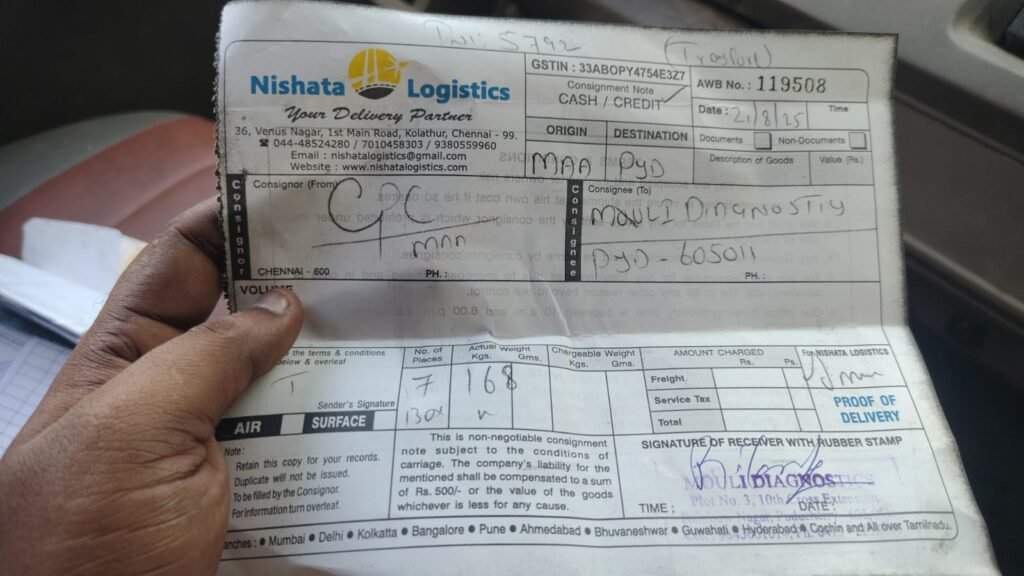 5792
Nishata Logistics
Your Delivery Partner
36, Venus Nagar, 1st Main Road, Kolathur, Chennai - 99.
044-48524280 / 7010458303 / 9380559960
Email : nishatalogistics@gmail.com
Website : www.nishatalogistics.com
GSTIN : 33ABOPY4754E3Z7
Consignment Note
CASH / CREDIT
AWB No. : 119508
Date : 21/8/25 Time
ORIGIN DESTINATION
MAA PYD
Documents Non-Documents
Description of Goods Value (Rs.)
Consignor
Consignor (From)
CPC
MAA
CHENNAI - 600 PH. :
Consignee
Consignee (To)
MOULI DIAGNOSTIY
PYD - 605011
PH. :
VOLUME
the terms & conditions
below & overleaf
T
Sender's Signature
AIR SURFACE
No. of Pieces
7
Box
Actual Weight
Kgs. Gms.
168
Chargeable Weight
Kgs. Gms.
AMOUNT CHARGED
Rs. Ps.
Freight
Service Tax
Total
For NISHATA LOGISTICS
PROOF OF
DELIVERY
Note:
Retain this copy for your records.
Duplicate will not be issued.
To be filled by the Consignor.
For information turn overleaf.
This is non-negotiable consignment
note subject to the conditions of
carriage. The company's liability for the
mentioned shall be compensated to a sum
of Rs. 500/- or the value of the goods
whichever is less for any cause.
SIGNATURE OF RECEIVER WITH RUBBER STAMP
MOULI DIAGNOSTICS
Plot No. 3, 10th Cross Extension,
TIME : DATE :
anches : • Mumbai • Delhi • Kolkatta • Bangalore • Pune • Ahmedabad • Bhuvaneshwar • Guwahati • Hyderabad • Cochin and All over Tamilnadu.